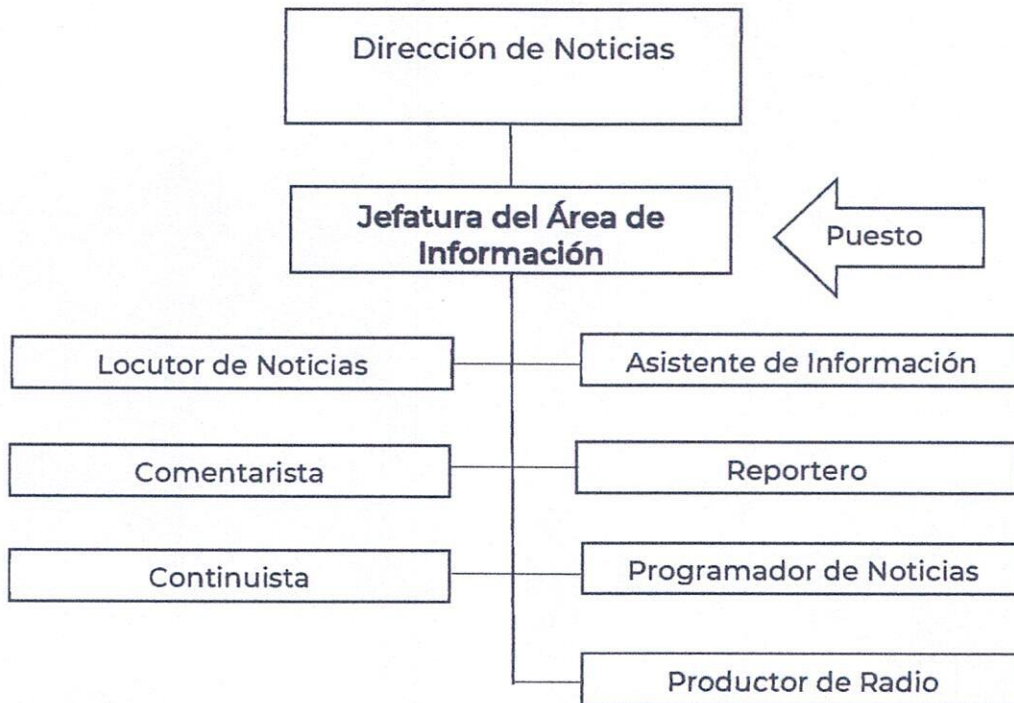 Dirección de Noticias
Jefatura del Área de
Información
Puesto
Locutor de Noticias
Asistente de Información
Comentarista
Reportero
Continuista
Programador de Noticias
Productor de Radio